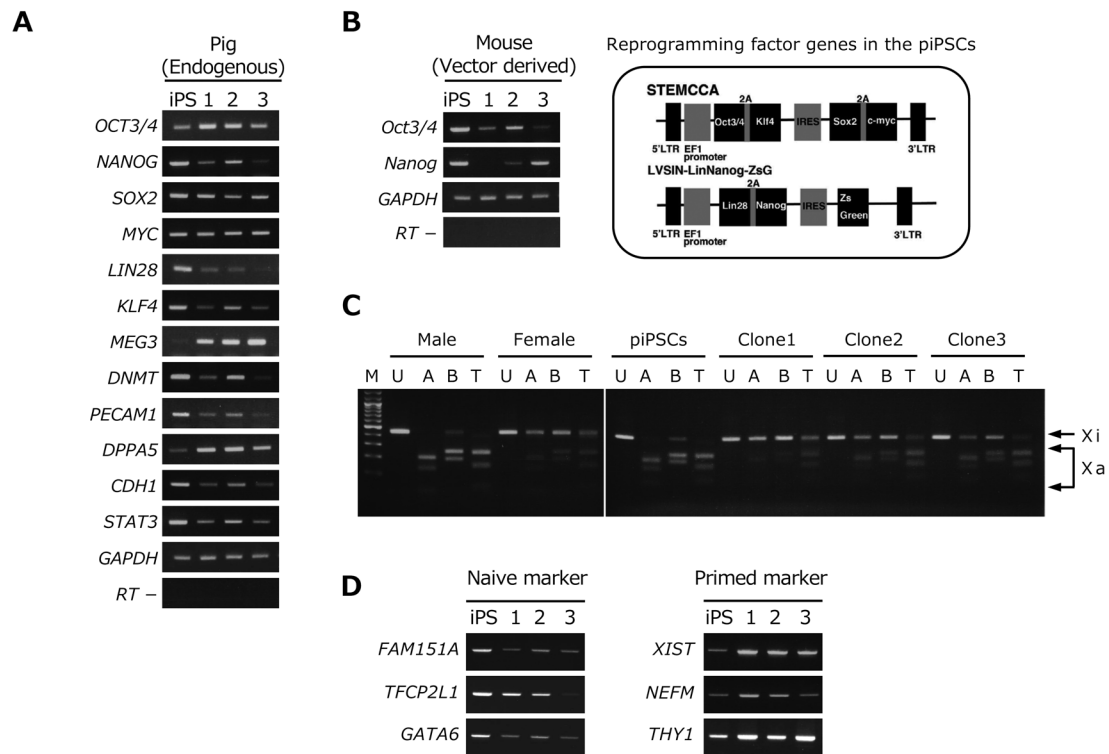 A
Pig
(Endogenous)
iPS 1 2 3
OCT3/4
NANOG
SOX2
MYC
LIN28
KLF4
MEG3
DNMT
PECAM1
DPPA5
CDH1
STAT3
GAPDH
RT −
B
Mouse
(Vector derived)
iPS 1 2 3
Oct3/4
Nanog
GAPDH
RT −
Reprogramming factor genes in the piPSCs
STEMCCA
2A 2A
Oct3/4 Klf4 IRES Sox2 c-myc
5'LTR EF1 3'LTR
promoter
LVSIN-LinNanog-ZsG
2A
Lin28 Nanog IRES Zs
Green
5'LTR EF1 3'LTR
promoter
C
Male Female piPSCs Clone1 Clone2 Clone3
M U A B T U A B T U A B T U A B T U A B T U A B T
Xi
Xa
D
Naive marker
iPS 1 2 3
FAM151A
TFCP2L1
GATA6
Primed marker
iPS 1 2 3
XIST
NEFM
THY1